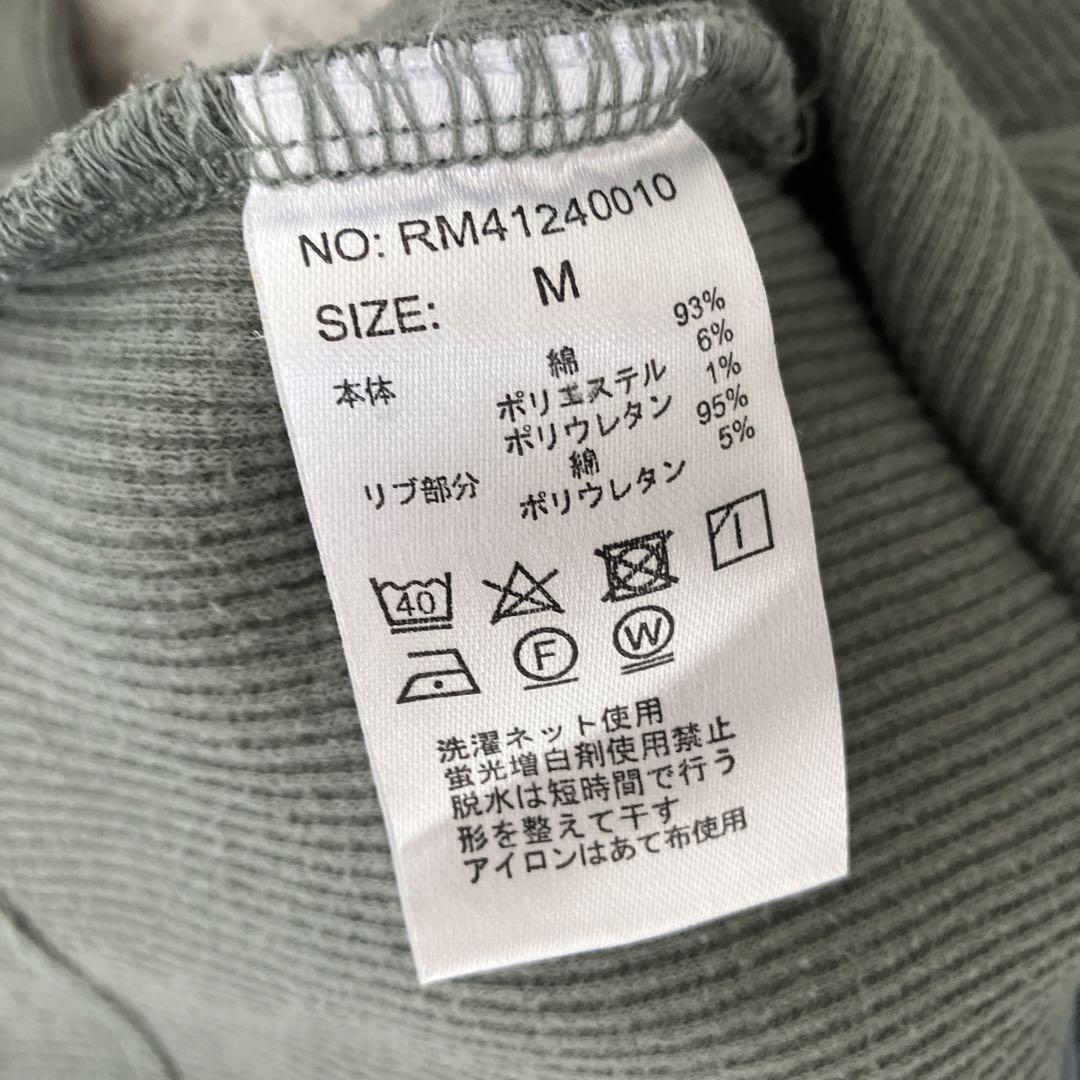 NO: RM41240010
SIZE: M
本体 綿 93%
ポリエステル 6%
ポリウレタン 1%
リブ部分 綿 95%
ポリウレタン 5%
40
F W
洗濯ネット使用
蛍光増白剤使用禁止
脱水は短時間で行う
形を整えて干す
アイロンはあて布使用